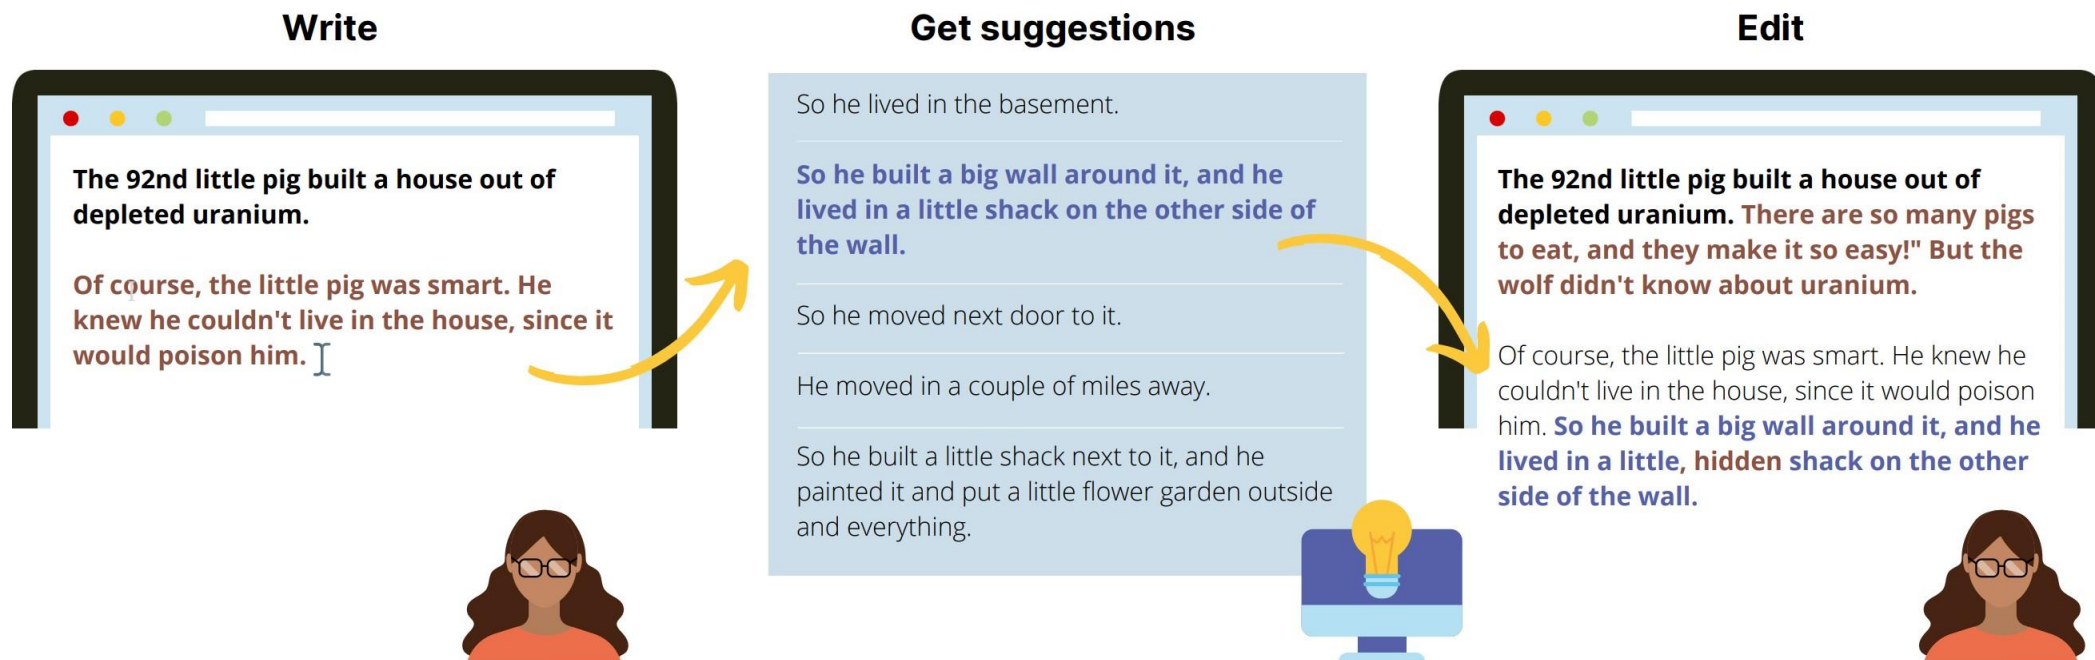 Write
The 92nd little pig built a house out of
depleted uranium.
Of course, the little pig was smart. He
knew he couldn't live in the house, since it
would poison him.
Get suggestions
So he lived in the basement.
So he built a big wall around it, and he
lived in a little shack on the other side of
the wall.
So he moved next door to it.
He moved in a couple of miles away.
So he built a little shack next to it, and he
painted it and put a little flower garden outside
and everything.
Edit
The 92nd little pig built a house out of
depleted uranium. There are so many pigs
to eat, and they make it so easy!" But the
wolf didn't know about uranium.
Of course, the little pig was smart. He knew he
couldn't live in the house, since it would poison
him. So he built a big wall around it, and he
lived in a little, hidden shack on the other
side of the wall.